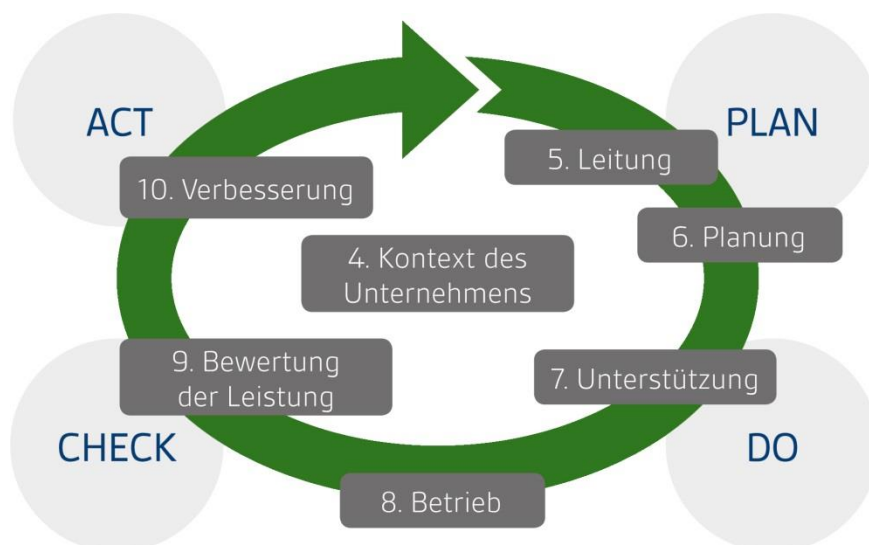 ACT
PLAN
5. Leitung
10. Verbesserung
6. Planung
4. Kontext des
Unternehmens
9. Bewertung
der Leistung
7. Unterstützung
CHECK
DO
8. Betrieb